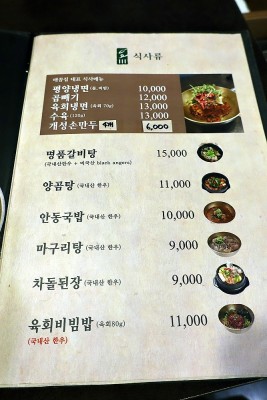 식사류
대표 식사메뉴
평양냉면 (물, 비빔) 10,000
곱빼기 12,000
육회냉면 (육회 70g) 13,000
수육 (150g) 13,000
개성손만두 4개 6,000
명품갈비탕 15,000
(국내산한우 + 미국산 black angus)
양곰탕 (국내산 한우) 11,000
안동국밥 (국내산 한우) 10,000
마구리탕 (국내산 한우) 9,000
차돌된장 (국내산 한우) 9,000
육회비빔밥 (육회80g) 11,000
(국내산 한우)